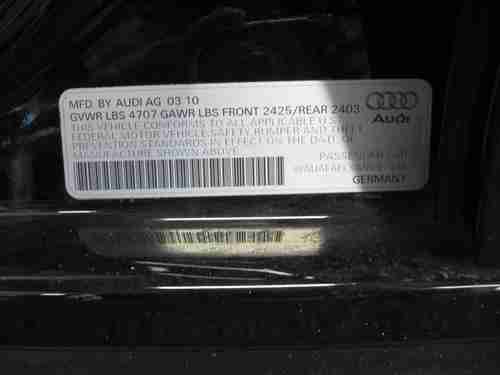 MFD. BY AUDI AG 03 10
GVWR LBS 4707 GAWR LBS FRONT 2425/REAR 2403
THIS VEHICLE CONFORMS TO ALL APPLICABLE U.S.
FEDERAL MOTOR VEHICLE, SAFETY, BUMPER AND THEFT
PREVENTION STANDARDS IN EFFECT ON THE DATE OF
MANUFACTURE SHOWN ABOVE.
Audi
GERMANY